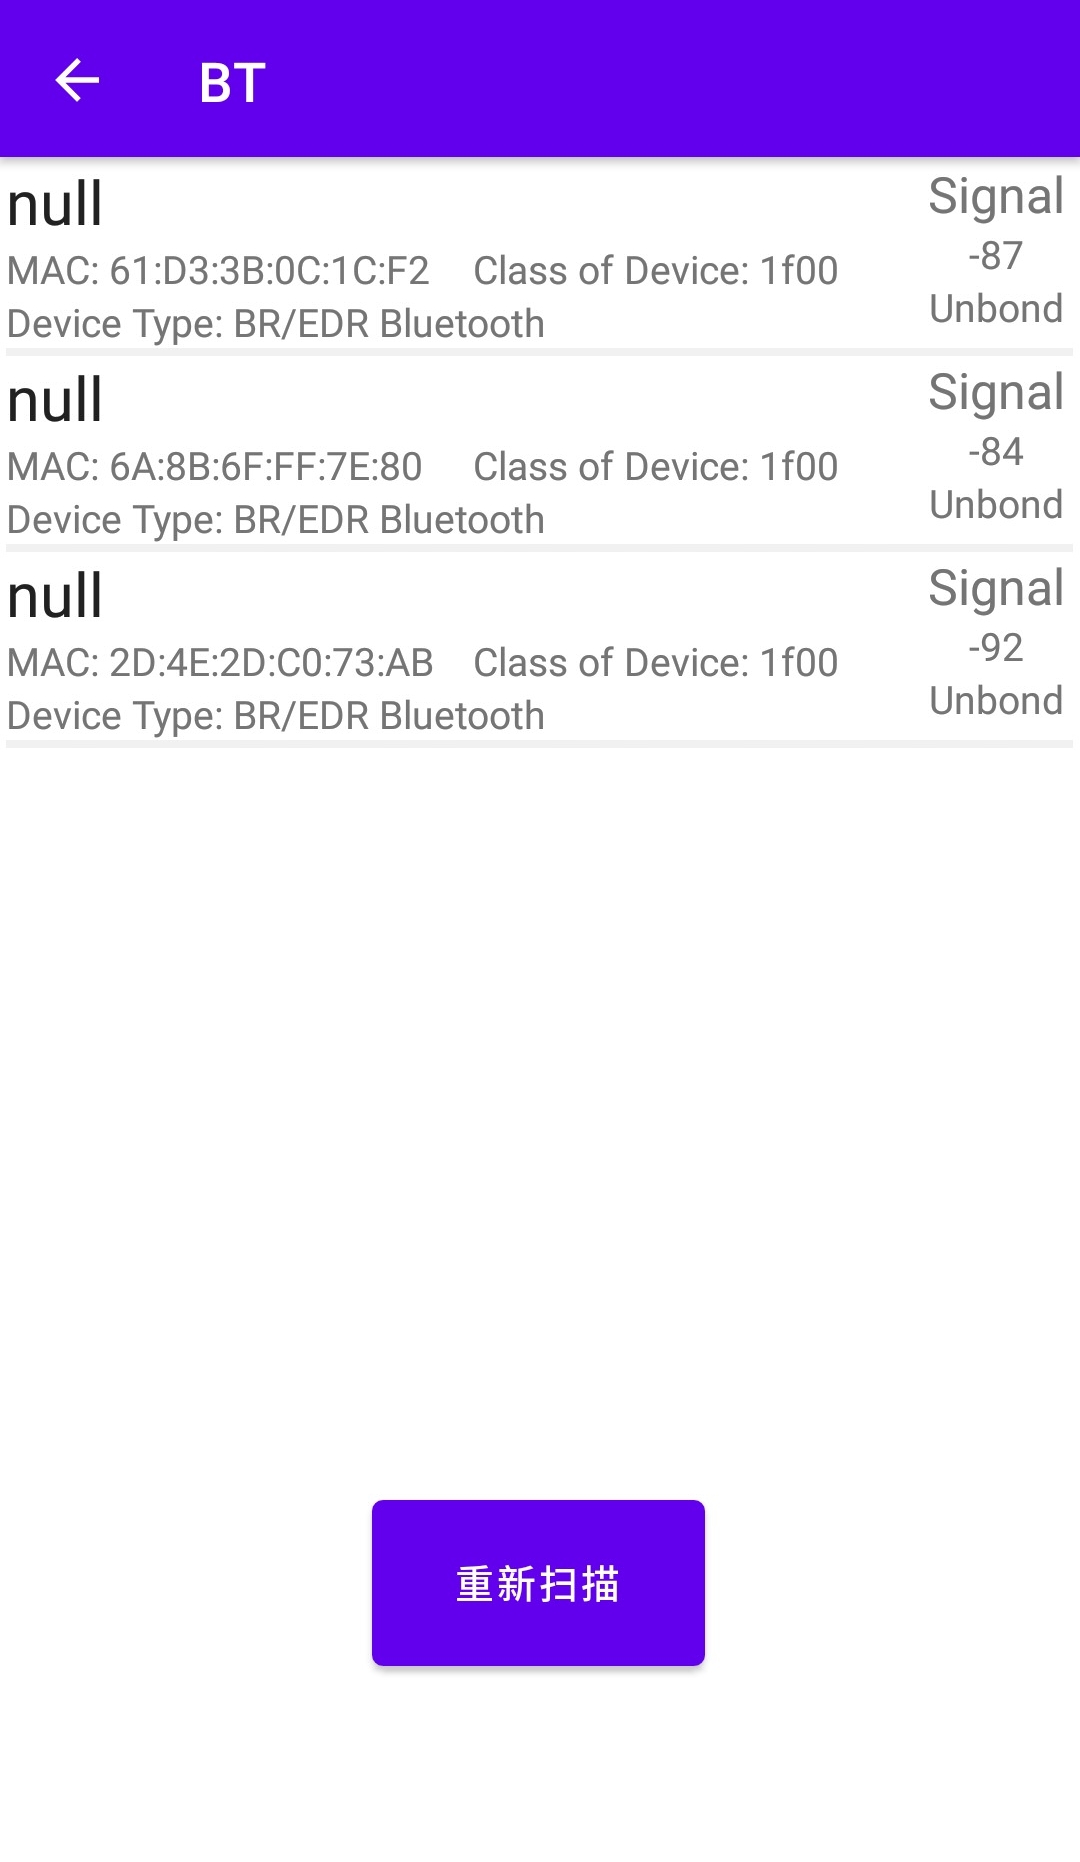 BT
null
Signal
MAC: 61:D3:3B:0C:1C:F2 Class of Device: 1f00
-87
Device Type: BR/EDR Bluetooth
Unbond
null
Signal
MAC: 6A:8B:6F:FF:7E:80 Class of Device: 1f00
-84
Device Type: BR/EDR Bluetooth
Unbond
null
Signal
MAC: 2D:4E:2D:C0:73:AB Class of Device: 1f00
-92
Device Type: BR/EDR Bluetooth
Unbond
重新扫描